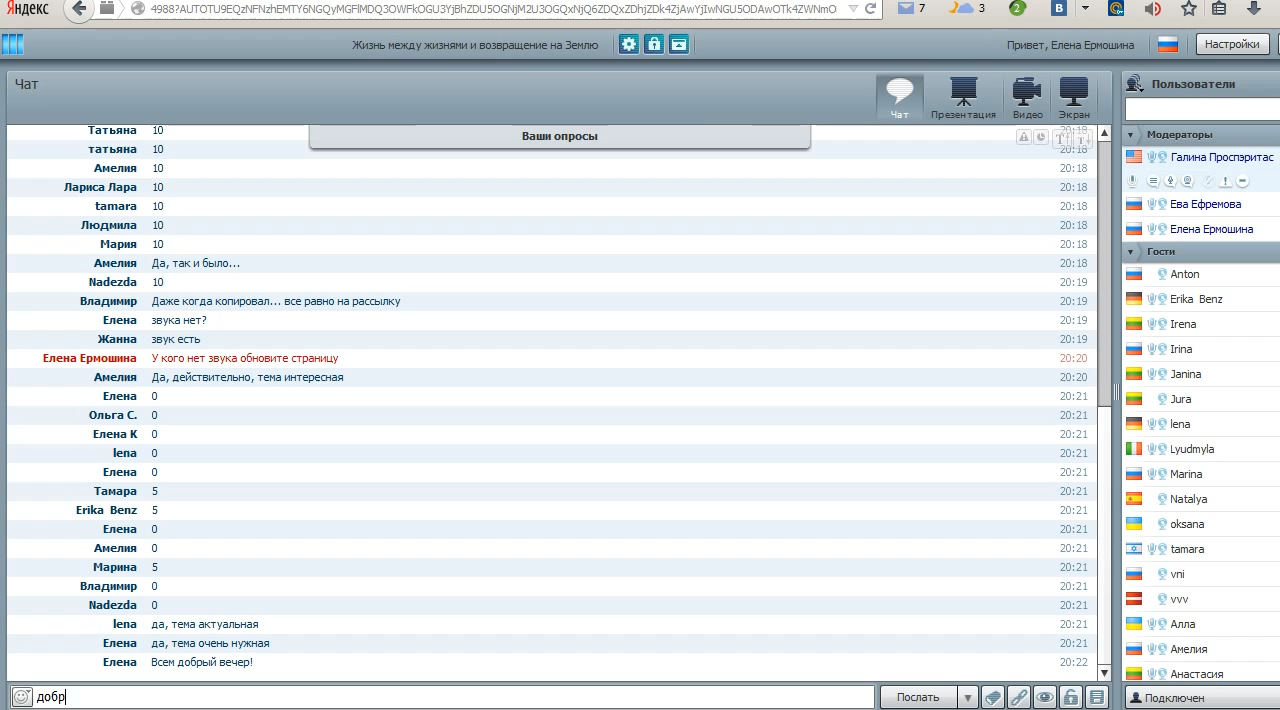 Яндекс
7
3
2
B
Жизнь между жизнями и возвращение на Землю
Привет, Елена Ермошина
Настройки
Чат
Чат
Презентация
Видео
Экран
Ваши опросы
Татьяна 10 20:18
татьяна 10 20:18
Амелия 10 20:18
Лариса Лара 10 20:18
tamara 10 20:18
Людмила 10 20:18
Мария 10 20:18
Амелия Да, так и было... 20:18
Nadezda 10 20:19
Владимир Даже когда копировал... все равно на рассылку 20:19
Елена звука нет? 20:19
Жанна звук есть 20:19
Елена Ермошина У кого нет звука обновите страницу 20:20
Амелия Да, действительно, тема интересная 20:20
Елена 0 20:21
Ольга С. 0 20:21
Елена К 0 20:21
lena 0 20:21
Елена 0 20:21
Тамара 5 20:21
Erika Benz 5 20:21
Елена 0 20:21
Амелия 0 20:21
Марина 5 20:21
Владимир 0 20:21
Nadezda 0 20:21
lena да, тема актуальная 20:21
Елена да, тема очень нужная 20:21
Елена Всем добрый вечер! 20:22
добр
Послать
Пользователи
Модераторы
Галина Проспэритас
Ева Ефремова
Елена Ермошина
Гости
Anton
Erika Benz
Irena
Irina
Janina
Jura
lena
Lyudmyla
Marina
Natalya
oksana
tamara
vni
vvv
Алла
Амелия
Анастасия
Подключен